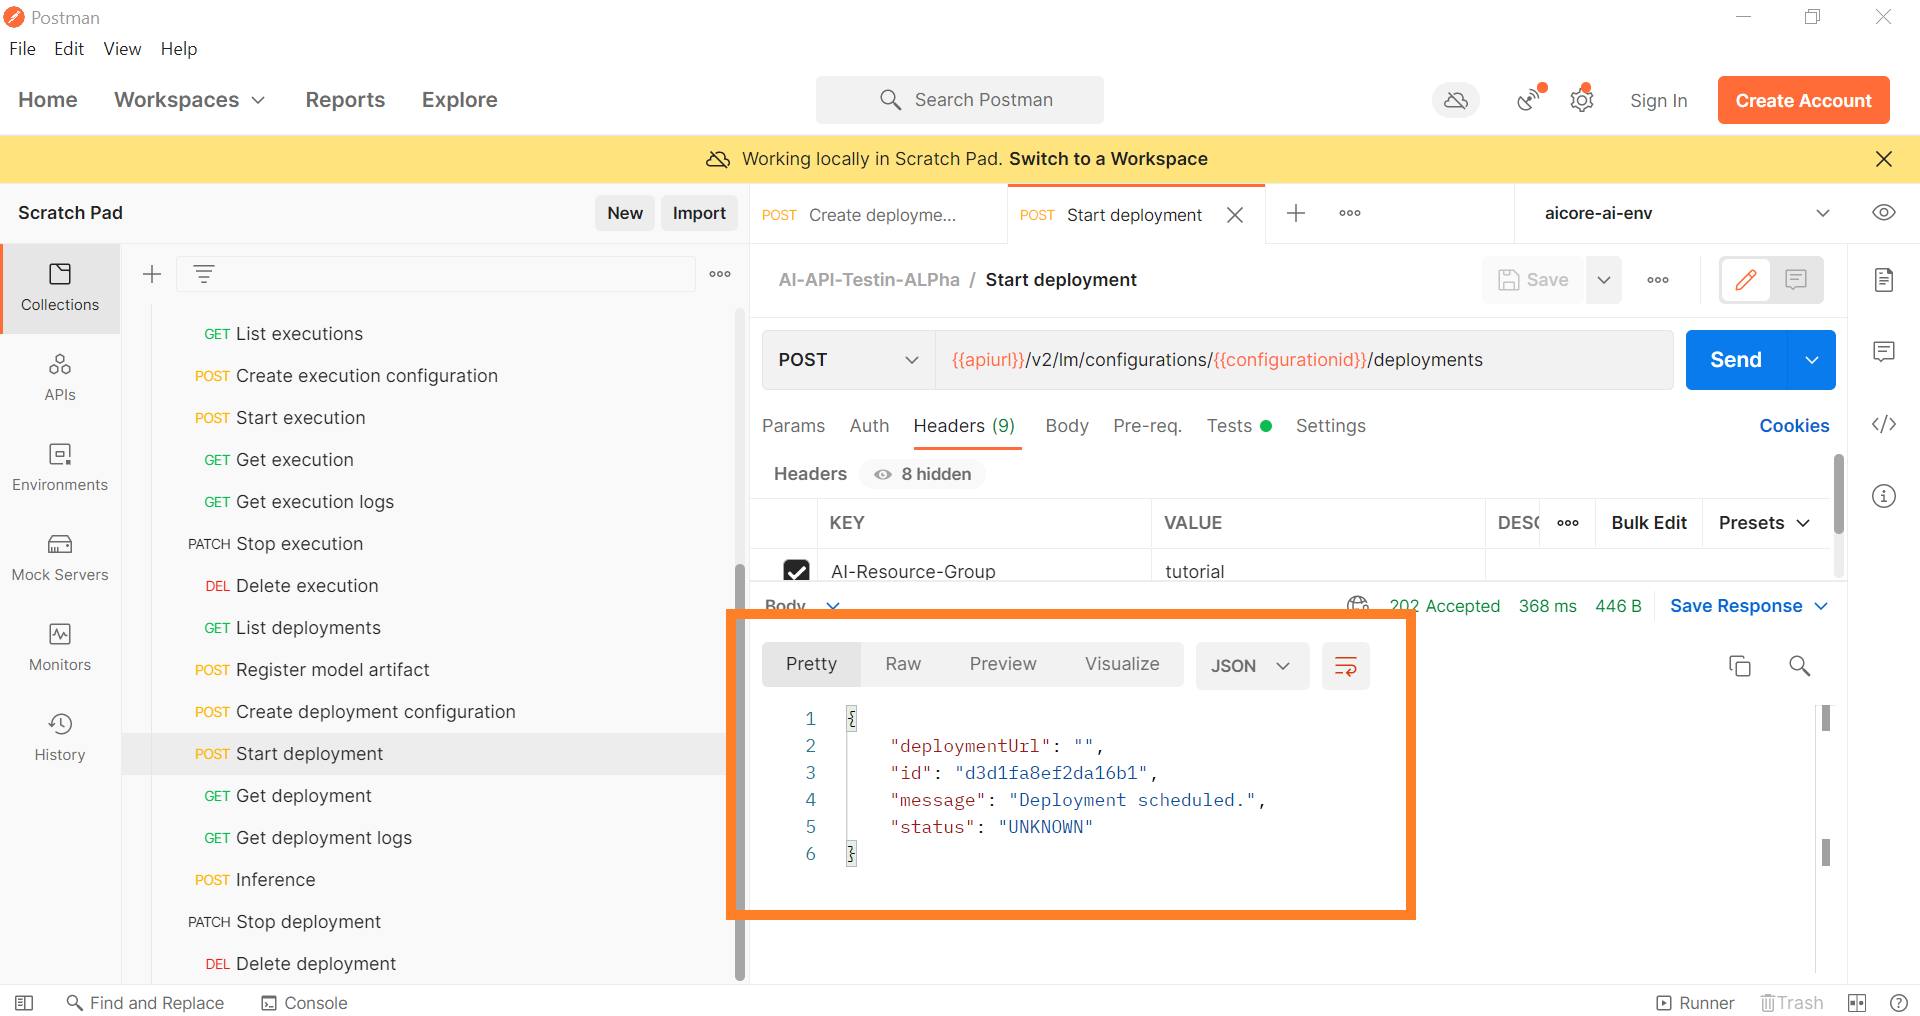 Postman
File Edit View Help
Home Workspaces Reports Explore
Search Postman
Sign In Create Account
Working locally in Scratch Pad. Switch to a Workspace
Scratch Pad
New Import
POST Create deployme...
POST Start deployment
aicore-ai-env
Collections
APIs
Environments
Mock Servers
Monitors
History
GET List executions
POST Create execution configuration
POST Start execution
GET Get execution
GET Get execution logs
PATCH Stop execution
DEL Delete execution
GET List deployments
POST Register model artifact
POST Create deployment configuration
POST Start deployment
GET Get deployment
GET Get deployment logs
POST Inference
PATCH Stop deployment
DEL Delete deployment
AI-API-Testin-ALPha / Start deployment
Save
POST {{apiurl}}/v2/lm/configurations/{{configurationid}}/deployments
Send
Params Auth Headers (9) Body Pre-req. Tests Settings Cookies
Headers 8 hidden
KEY VALUE DESC Bulk Edit Presets
AI-Resource-Group tutorial
Body 202 Accepted 368 ms 446 B Save Response
Pretty Raw Preview Visualize JSON
1 {
2 "deploymentUrl": "",
3 "id": "d3d1fa8ef2da16b1",
4 "message": "Deployment scheduled.",
5 "status": "UNKNOWN"
6 }
Find and Replace Console Runner Trash